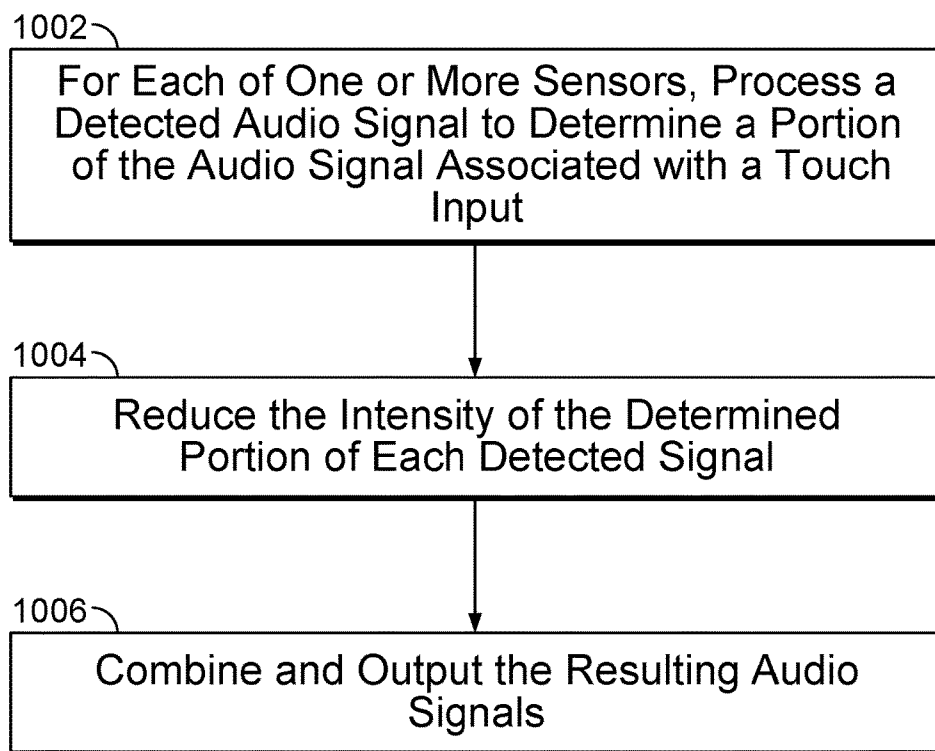 1002
For Each of One or More Sensors, Process a
Detected Audio Signal to Determine a Portion
of the Audio Signal Associated with a Touch
Input
1004
Reduce the Intensity of the Determined
Portion of Each Detected Signal
1006
Combine and Output the Resulting Audio
Signals